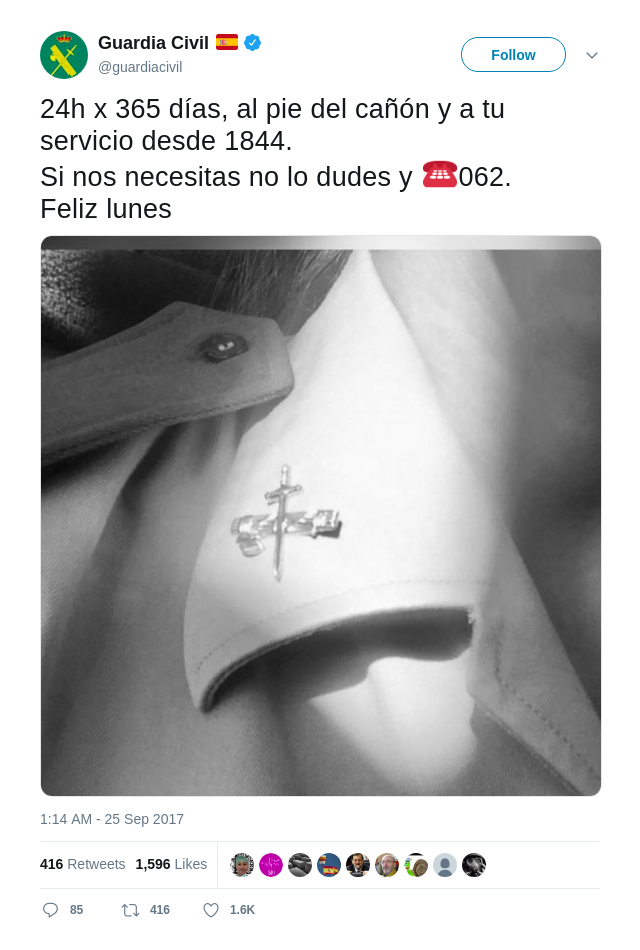 Guardia Civil 🇪🇸
@guardiacivil
Follow
24h x 365 días, al pie del cañón y a tu
servicio desde 1844.
Si nos necesitas no lo dudes y ☎062.
Feliz lunes
1:14 AM - 25 Sep 2017
416 Retweets 1,596 Likes
85 416 1.6K